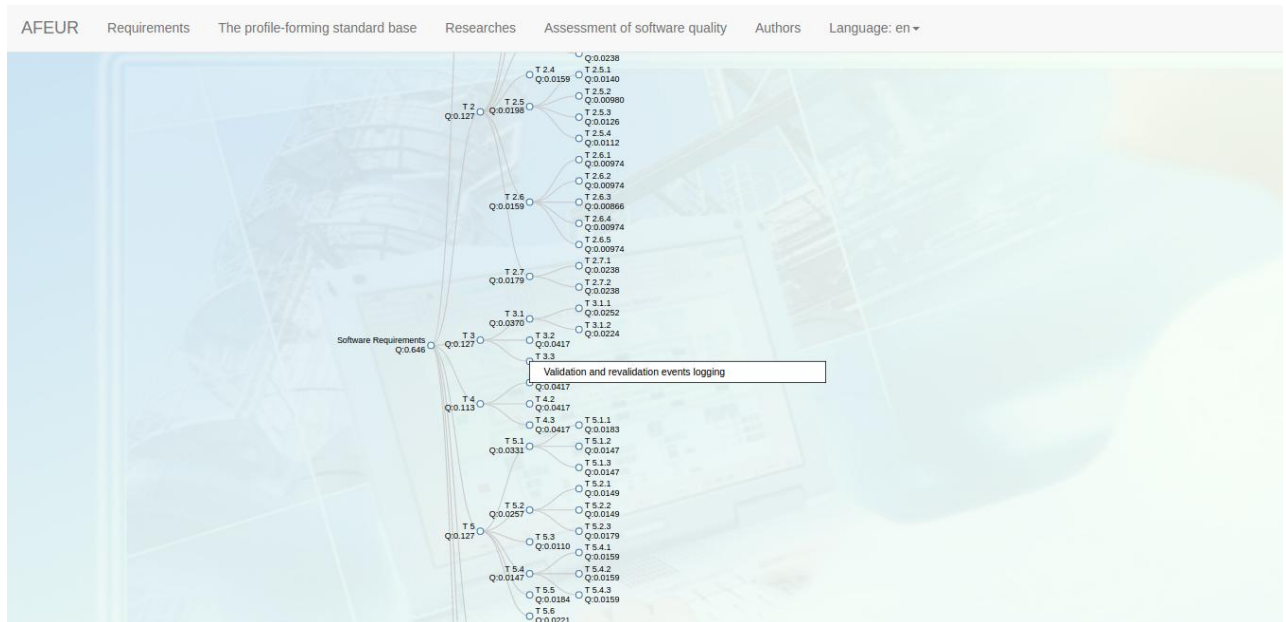 AFEUR Requirements The profile-forming standard base Researches Assessment of software quality Authors Language: en
Q:0.0238
T 2.4
Q:0.0159
T 2.5.1
Q:0.0140
T 2.5.2
Q:0.00980
T 2
Q:0.127
T 2.5
Q:0.0198
T 2.5.3
Q:0.0126
T 2.5.4
Q:0.0112
T 2.6.1
Q:0.00974
T 2.6.2
Q:0.00974
T 2.6
Q:0.0159
T 2.6.3
Q:0.00866
T 2.6.4
Q:0.00974
T 2.6.5
Q:0.00974
T 2.7
Q:0.0179
T 2.7.1
Q:0.0238
T 2.7.2
Q:0.0238
T 3.1
Q:0.0370
T 3.1.1
Q:0.0252
T 3.1.2
Q:0.0224
Software Requirements
Q:0.646
T 3
Q:0.127
T 3.2
Q:0.0417
T 3.3
Validation and revalidation events logging
Q:0.0417
T 4
Q:0.113
T 4.2
Q:0.0417
T 4.3
Q:0.0417
T 5.1.1
Q:0.0183
T 5.1
Q:0.0331
T 5.1.2
Q:0.0147
T 5.1.3
Q:0.0147
T 5.2.1
Q:0.0149
T 5.2
Q:0.0257
T 5.2.2
Q:0.0149
T 5.2.3
Q:0.0179
T 5
Q:0.127
T 5.3
Q:0.0110
T 5.4.1
Q:0.0159
T 5.4
Q:0.0147
T 5.4.2
Q:0.0159
T 5.5
Q:0.0184
T 5.4.3
Q:0.0159
T 5.6
Q:0.0221